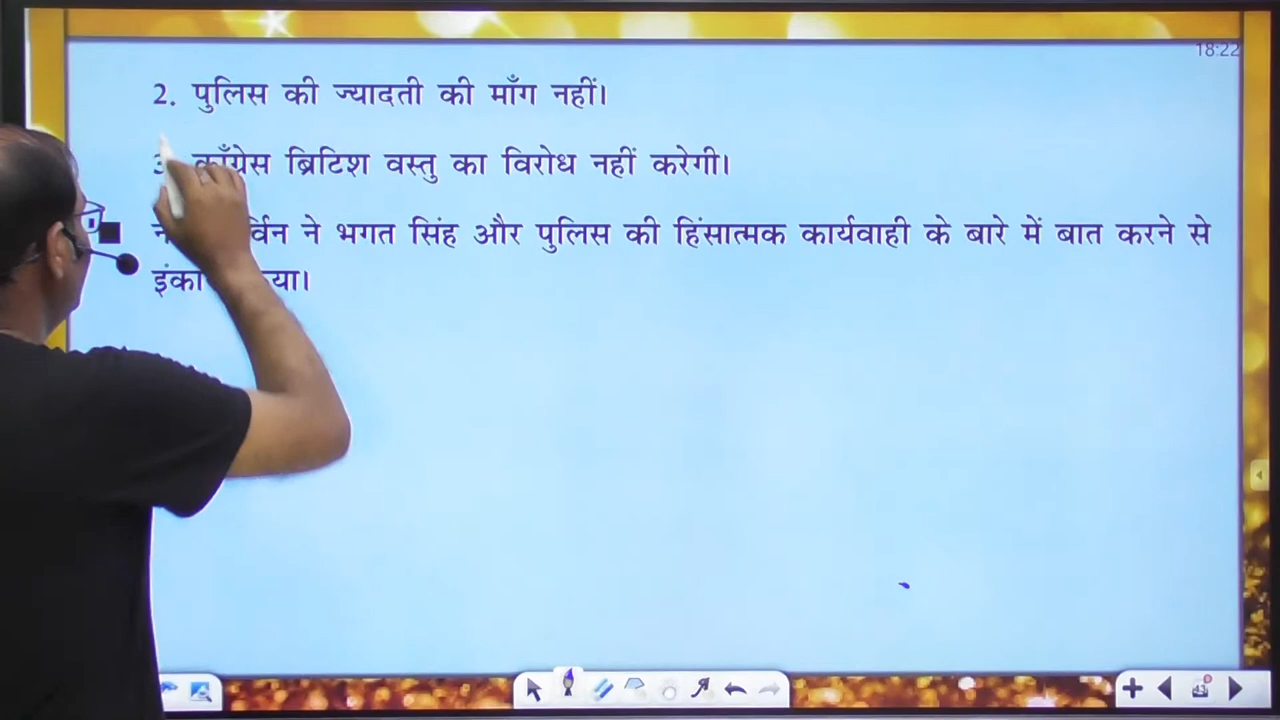 18:22
2. पुलिस की ज्यादती की माँग नहीं।
काँग्रेस ब्रिटिश वस्तु का विरोध नहीं करेगी।
ने भगत सिंह और पुलिस की हिंसात्मक कार्यवाही के बारे में बात करने से